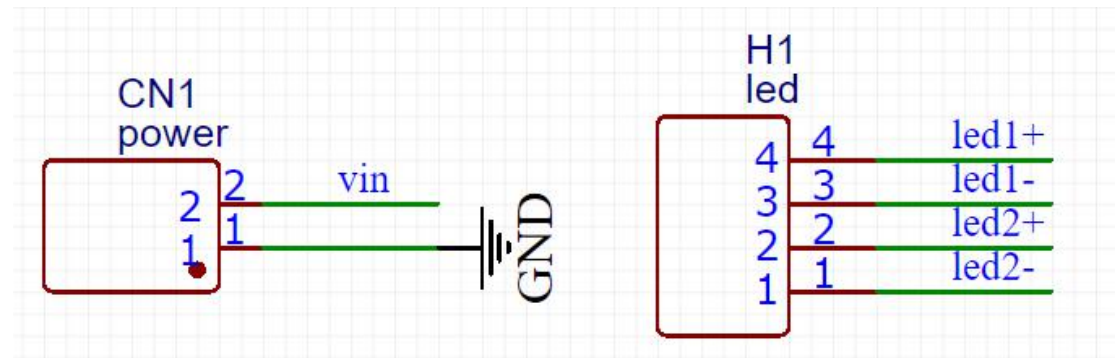 CN1
power
2 2 vin
1 1
GND
H1
led
4 4 led1+
3 3 led1-
2 2 led2+
1 1 led2-